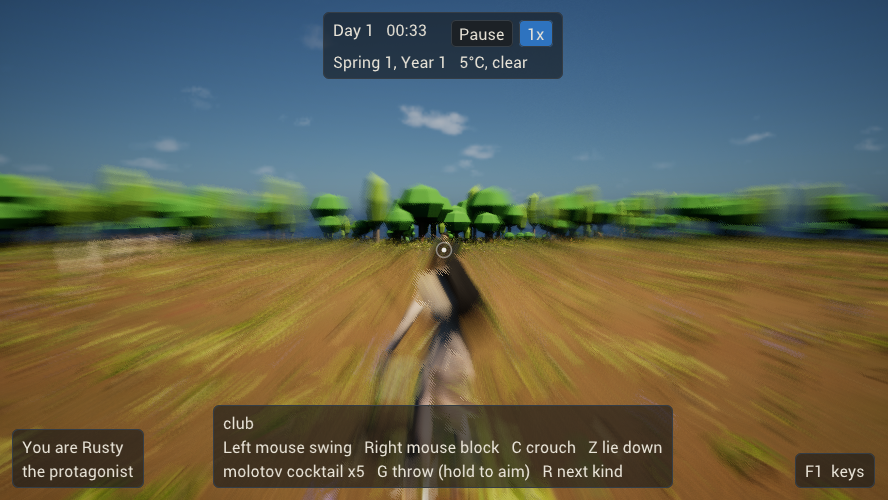 Day 1 00:33 Pause 1x
Spring 1, Year 1 5°C, clear
club
Left mouse swing Right mouse block C crouch Z lie down
molotov cocktail x5 G throw (hold to aim) R next kind
You are Rusty
the protagonist
F1 keys